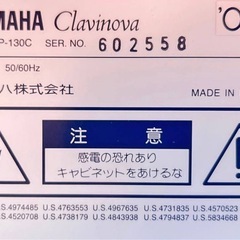 YAMAHA Clavinova
P-130C SER. NO. 602558
50/60Hz
ハ株式会社 MADE IN
注 意
感電の恐れあり
キャビネットをあけるな
U.S.4974485 U.S.4763553 U.S.4967635 U.S.4731835 U.S.4570523
U.S.4520708 U.S.4738179 U.S.4843938 U.S.4794837 U.S.5834668